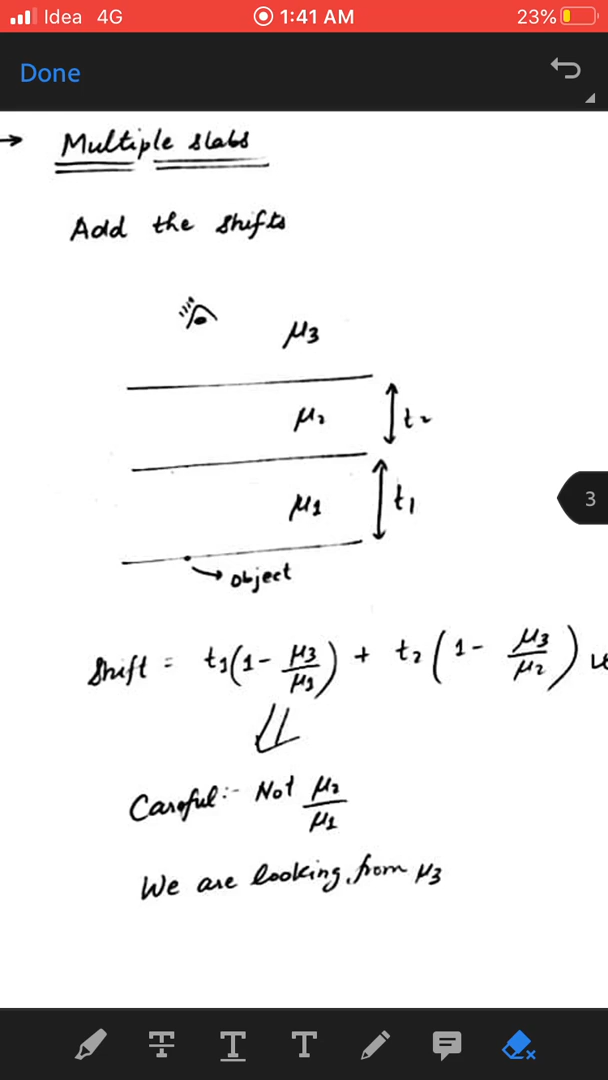 Idea 4G 1:41 AM 23%
Done
→ Multiple slabs
Add the shifts
μ3
μ2 t2
μ1 t1
→ object
Shift = t1(1 - μ3/μ1) + t2(1 - μ3/μ2)
Careful:- Not μ2/μ1
We are looking from μ3
3
T T T